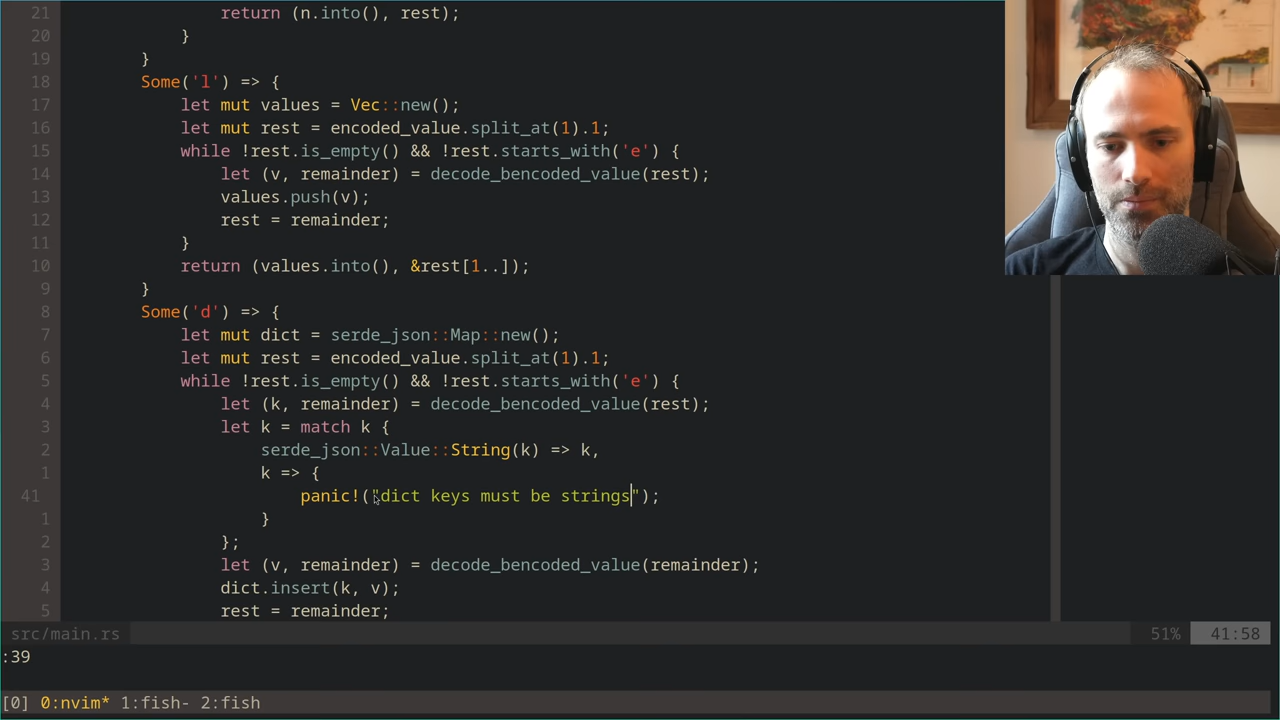 21                return (n.into(), rest);
20            }
19        }
18        Some('l') => {
17            let mut values = Vec::new();
16            let mut rest = encoded_value.split_at(1).1;
15            while !rest.is_empty() && !rest.starts_with('e') {
14                let (v, remainder) = decode_bencoded_value(rest);
13                values.push(v);
12                rest = remainder;
11            }
10            return (values.into(), &rest[1..]);
9        }
8        Some('d') => {
7            let mut dict = serde_json::Map::new();
6            let mut rest = encoded_value.split_at(1).1;
5            while !rest.is_empty() && !rest.starts_with('e') {
4                let (k, remainder) = decode_bencoded_value(rest);
3                let k = match k {
2                    serde_json::Value::String(k) => k,
1                    k => {
41                        panic!("dict keys must be strings");
1                    }
2                };
3                let (v, remainder) = decode_bencoded_value(remainder);
4                dict.insert(k, v);
5                rest = remainder;
src/main.rs 51% 41:58
:39
[0] 0:nvim* 1:fish- 2:fish